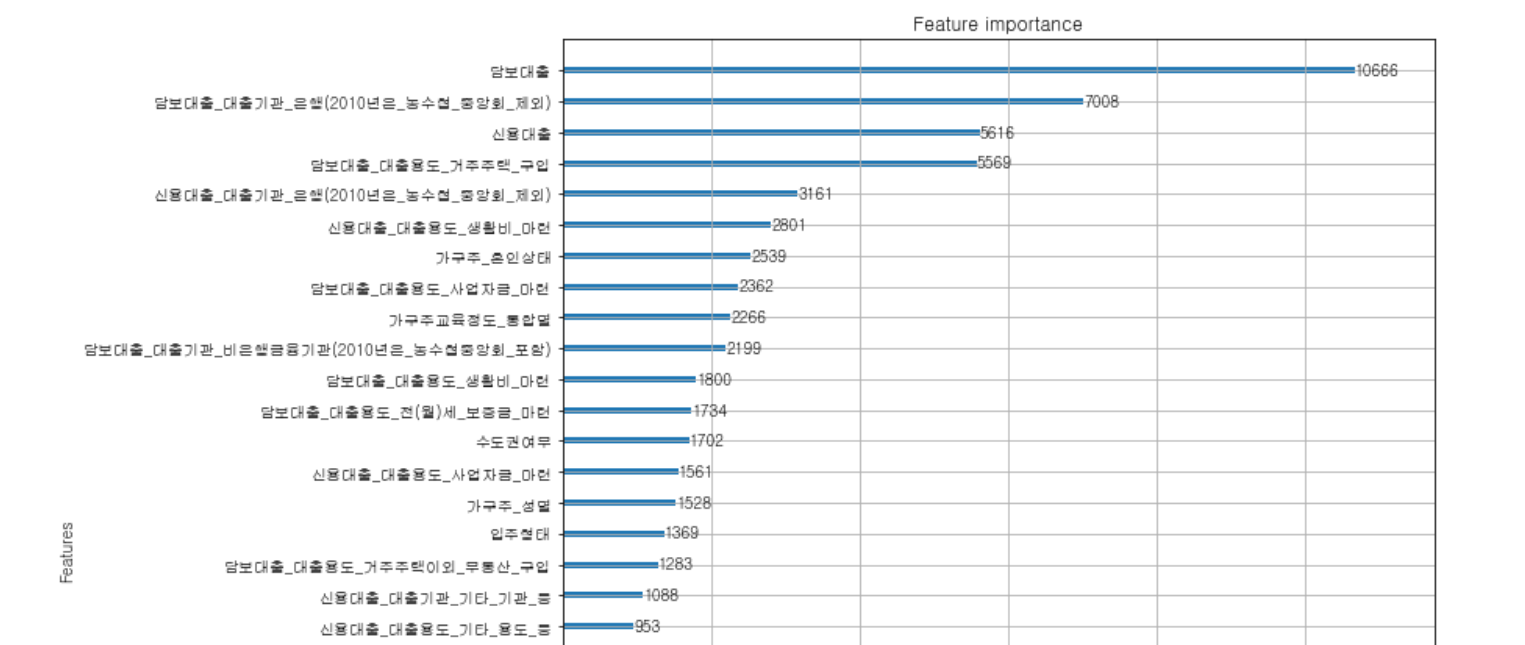 Feature importance
담보대출
10666
담보대출_대출기관_은행(2010년은_농수협_중앙회_제외)
7008
신용대출
5616
담보대출_대출용도_거주주택_구입
5569
신용대출_대출기관_은행(2010년은_농수협_중앙회_제외)
3161
신용대출_대출용도_생활비_마련
2801
가구주_혼인상태
2539
담보대출_대출용도_사업자금_마련
2362
가구주교육정도_통합별
2266
담보대출_대출기관_비은행금융기관(2010년은_농수협중앙회_포함)
2199
담보대출_대출용도_생활비_마련
1800
담보대출_대출용도_전(월)세_보증금_마련
1734
수도권여부
1702
신용대출_대출용도_사업자금_마련
1561
가구주_성별
1528
입주형태
1369
담보대출_대출용도_거주주택이외_부동산_구입
1283
신용대출_대출기관_기타_기관_등
1088
신용대출_대출용도_기타_용도_등
953
Features